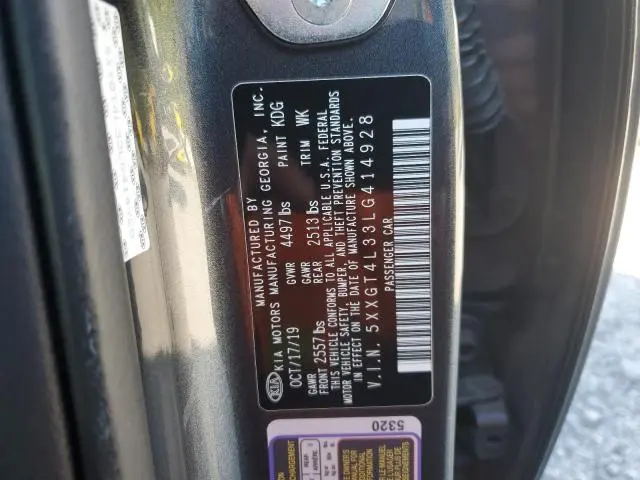 KIA
MANUFACTURED BY
KIA MOTORS MANUFACTURING GEORGIA, INC.
OCT/17/19 GVWR 4497lbs PAINT KDG
GAWR FRONT 2557lbs GAWR REAR 2513lbs TRIM WK
THIS VEHICLE CONFORMS TO ALL APPLICABLE U.S.A. FEDERAL
MOTOR VEHICLE SAFETY, BUMPER, AND THEFT PREVENTION STANDARDS
IN EFFECT ON THE DATE OF MANUFACTURE SHOWN ABOVE.
V.I.N. 5XXGT4L33LG414928
PASSENGER CAR
5320